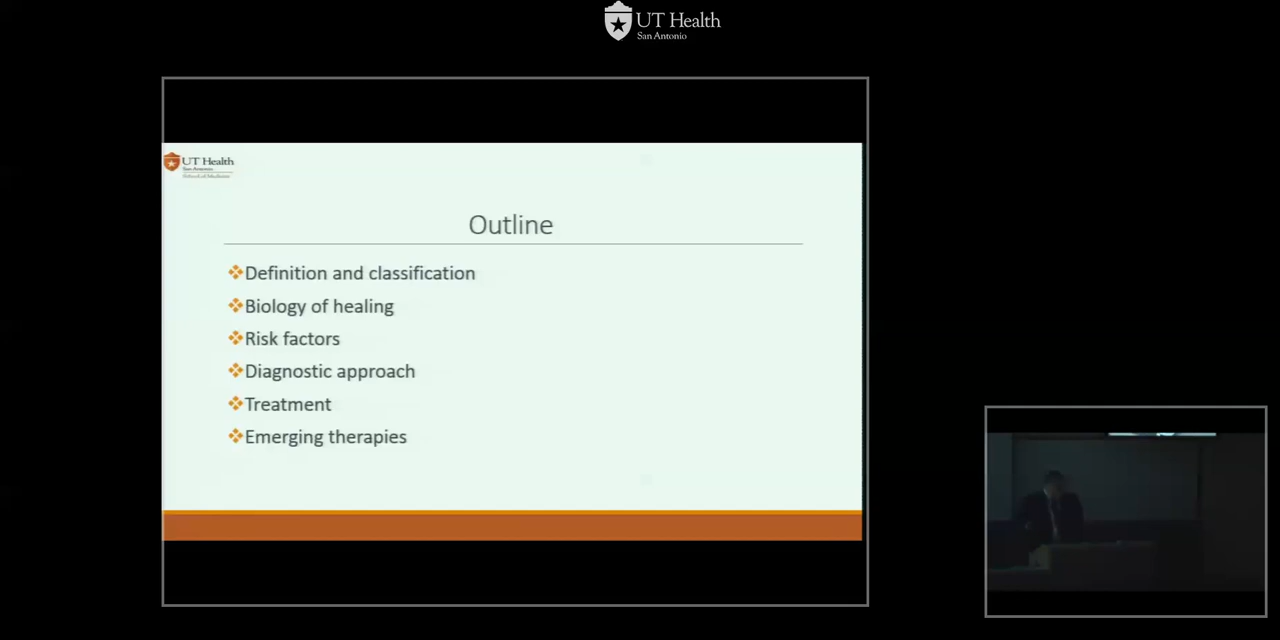 UT Health
San Antonio
UT Health
San Antonio
School of Medicine
Outline
Definition and classification
Biology of healing
Risk factors
Diagnostic approach
Treatment
Emerging therapies